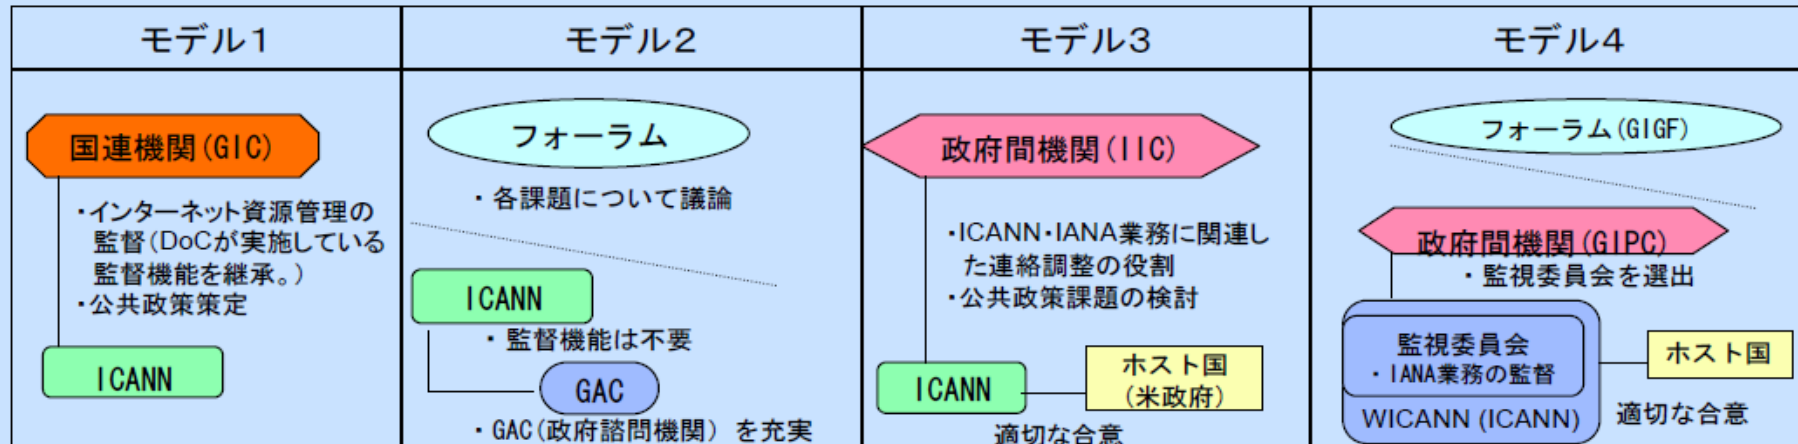 モデル1
国連機関(GIC)
・インターネット資源管理の
監督(DoCが実施している
監督機能を継承。)
・公共政策策定
ICANN
モデル2
フォーラム
・各課題について議論
ICANN
・監督機能は不要
GAC
・GAC(政府諮問機関) を充実
モデル3
政府間機関(IIC)
・ICANN・IANA業務に関連し
た連絡調整の役割
・公共政策課題の検討
ICANN
ホスト国
(米政府)
適切な合意
モデル4
フォーラム(GIGF)
政府間機関(GIPC)
・監視委員会を選出
監視委員会
・IANA業務の監督
WICANN (ICANN)
ホスト国
適切な合意